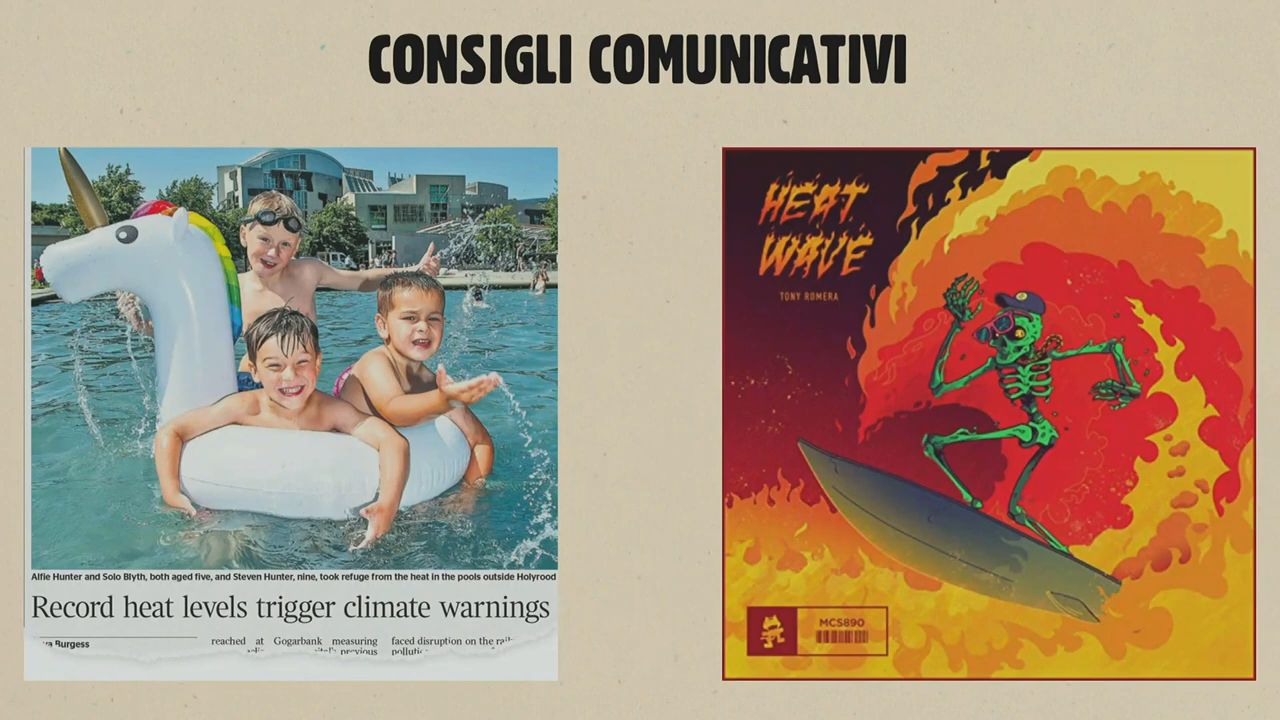 CONSIGLI COMUNICATIVI
Alfie Hunter and Solo Blyth, both aged five, and Steven Hunter, nine, took refuge from the heat in the pools outside Holyrood
Record heat levels trigger climate warnings
Burgess
reached at Gogarbank measuring
previous
faced disruption on the
HEAT
WAVE
TONY ROMERA
MCS890